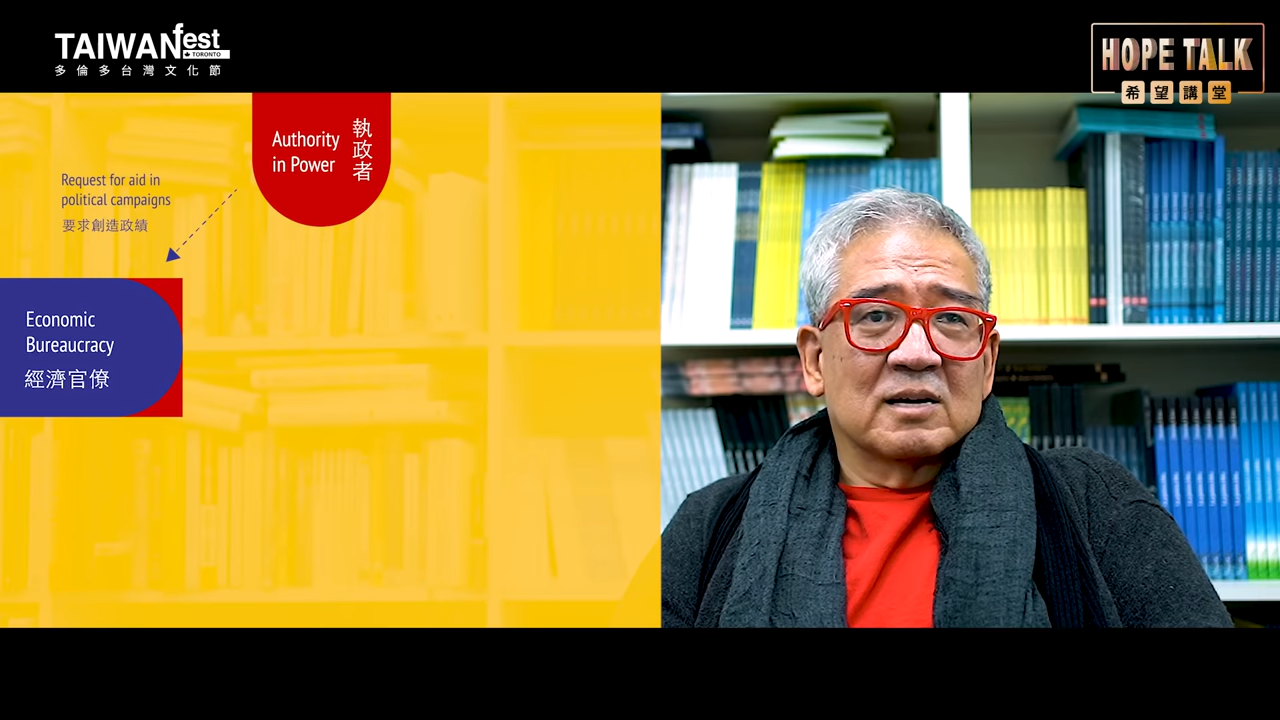 TAIWANfest
TORONTO
多倫多台灣文化節
HOPE TALK
希望講堂
Authority
in Power
執政者
Request for aid in
political campaigns
要求創造政績
Economic
Bureaucracy
經濟官僚